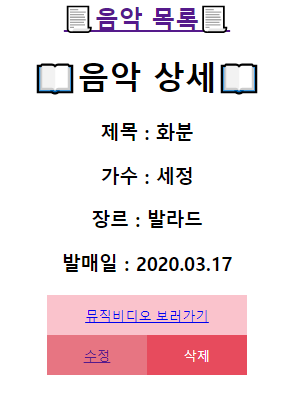 음악 목록
음악 상세
제목 : 화분
가수 : 세정
장르 : 발라드
발매일 : 2020.03.17
뮤직비디오 보러가기
수정 삭제